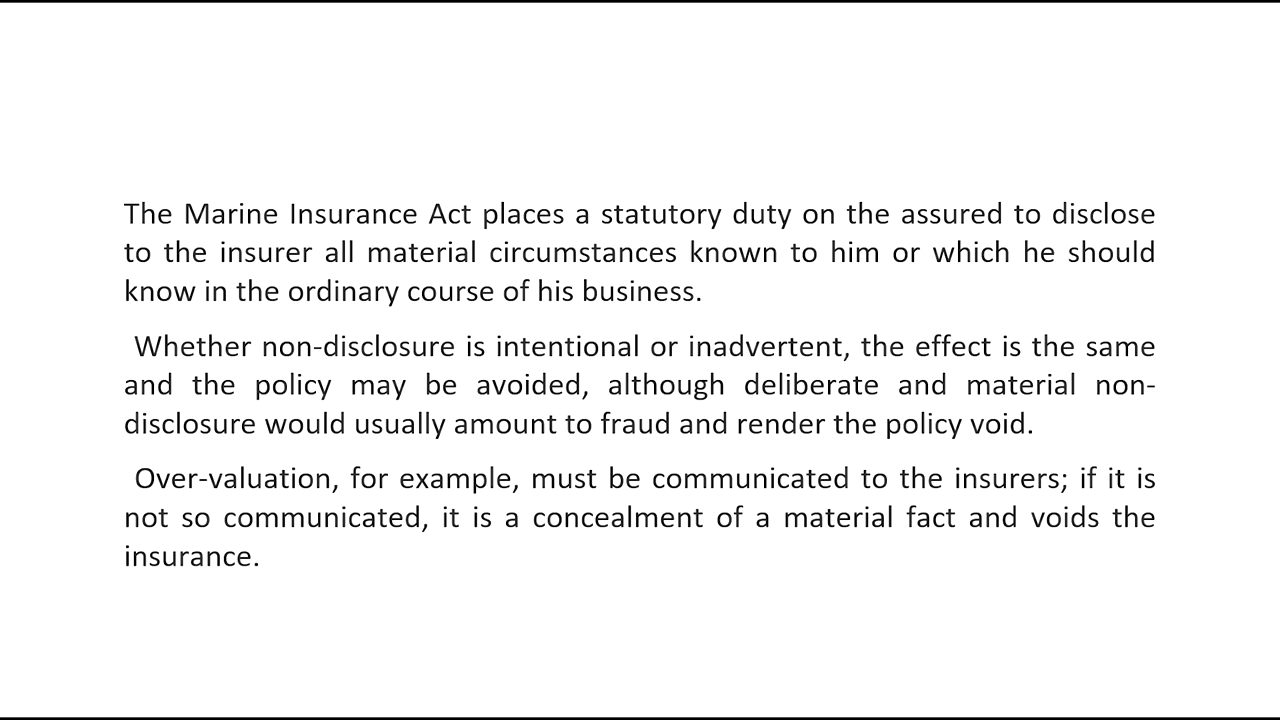 The Marine Insurance Act places a statutory duty on the assured to disclose
to the insurer all material circumstances known to him or which he should
know in the ordinary course of his business.
Whether non-disclosure is intentional or inadvertent, the effect is the same
and the policy may be avoided, although deliberate and material non-
disclosure would usually amount to fraud and render the policy void.
Over-valuation, for example, must be communicated to the insurers; if it is
not so communicated, it is a concealment of a material fact and voids the
insurance.